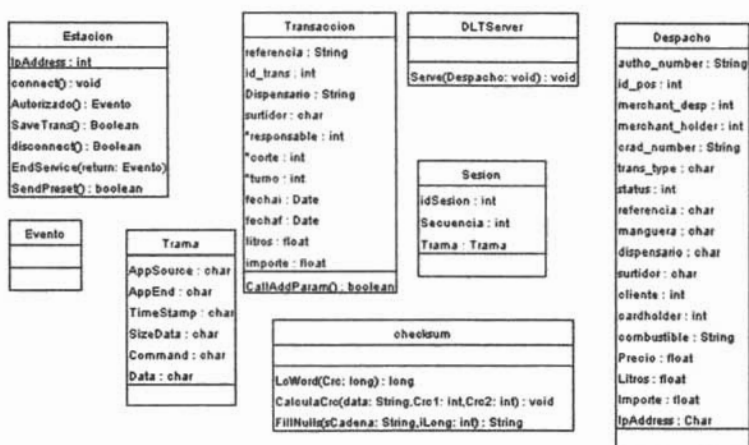 Estacion
IpAddress : int
connect() : void
Autorizado() : Evento
SaveTrans() : Boolean
disconnect() : Boolean
EndService(return: Evento)
SendPreset() : boolean
Evento
Trama
AppSource : char
AppEnd : char
TimeStamp : char
SizeData : char
Command : char
Data : char
Transaccion
referencia : String
id_trans : int
Dispensario : String
surtidor : char
*responsable : int
*corte : int
*turno : int
fechai : Date
fechaf : Date
litros : float
importe : float
CallAddParam() : boolean
DLTServer
Serve(Despacho: void) : void
Sesion
idSesion : int
Secuencia : int
Trama : Trama
checksum
LoWord(Crc: long) : long
CalculaCrc(data: String,Crc1: int,Crc2: int) : void
FillNulls(sCadena: String,iLong: int) : String
Despacho
autho_number : String
id_pos : int
merchant_desp : int
merchant_holder : int
crad_number : String
trans_type : char
status : int
referencia : char
manguera : char
dispensario : char
surtidor : char
cliente : int
cardholder : int
combustible : String
Precio : float
Litros : float
Importe : float
IpAddress : Char